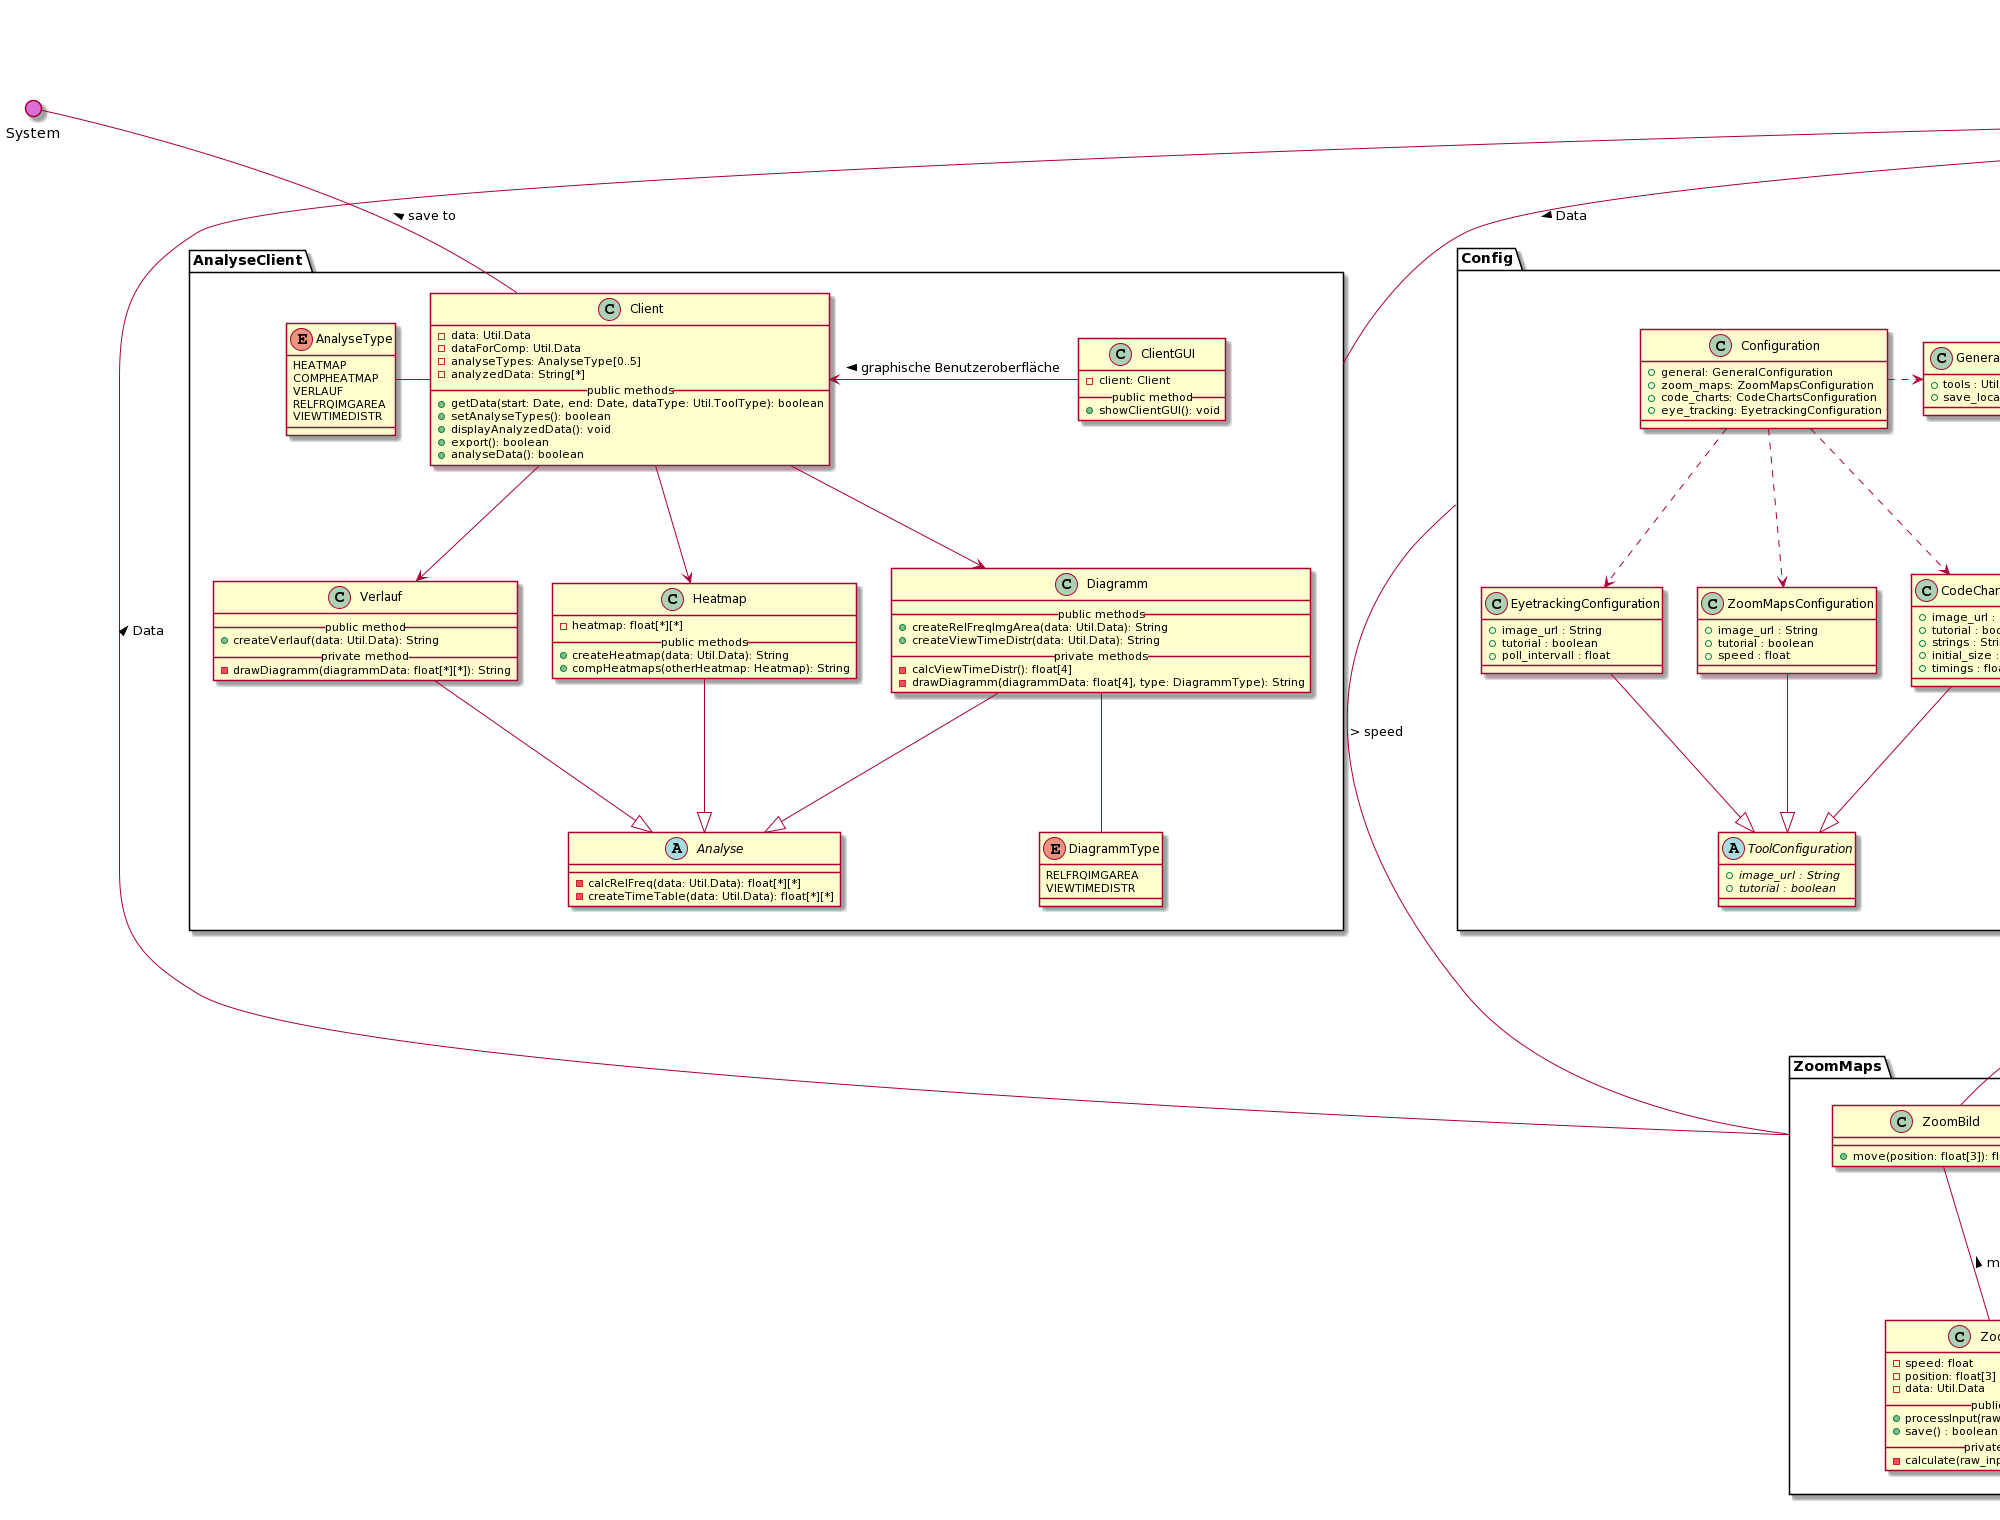 System
save to
Data
AnalyseClient
Config
C Client
data: Util.Data
dataForComp: Util.Data
analyseTypes: AnalyseType[0..5]
analyzedData: String[*]
public methods
getData(start: Date, end: Date, dataType: Util.ToolType): boolean
setAnalyseTypes(): boolean
displayAnalyzedData(): void
export(): boolean
analyseData(): boolean
E AnalyseType
HEATMAP
COMPHEATMAP
VERLAUF
RELFRQIMGAREA
VIEWTIMEDISTR
graphische Benutzeroberfläche
C ClientGUI
client: Client
public method
showClientGUI(): void
C Configuration
general: GeneralConfiguration
zoom_maps: ZoomMapsConfiguration
code_charts: CodeChartsConfiguration
eye_tracking: EyetrackingConfiguration
C Genera
tools : Util
save_loca
C Verlauf
public method
createVerlauf(data: Util.Data): String
private method
drawDiagramm(diagrammData: float[*][*]): String
C Heatmap
heatmap: float[*][*]
public methods
createHeatmap(data: Util.Data): String
compHeatmaps(otherHeatmap: Heatmap): String
C Diagramm
public methods
createRelFreqImgArea(data: Util.Data): String
createViewTimeDistr(data: Util.Data): String
private methods
calcViewTimeDistr(): float[4]
drawDiagramm(diagrammData: float[4], type: DiagrammType): String
C EyetrackingConfiguration
image_url : String
tutorial : boolean
poll_intervall : float
C ZoomMapsConfiguration
image_url : String
tutorial : boolean
speed : float
C CodeChar
image_url :
tutorial : boo
strings : Stri
initial_size :
timings : floa
Data
> speed
A Analyse
calcRelFreq(data: Util.Data): float[*][*]
createTimeTable(data: Util.Data): float[*][*]
E DiagrammType
RELFRQIMGAREA
VIEWTIMEDISTR
A ToolConfiguration
image_url : String
tutorial : boolean
ZoomMaps
C ZoomBild
move(position: float[3]): fl
m
C Zoo
speed: float
position: float[3]
data: Util.Data
public
processInput(raw
save() : boolean
private
calculate(raw_inp